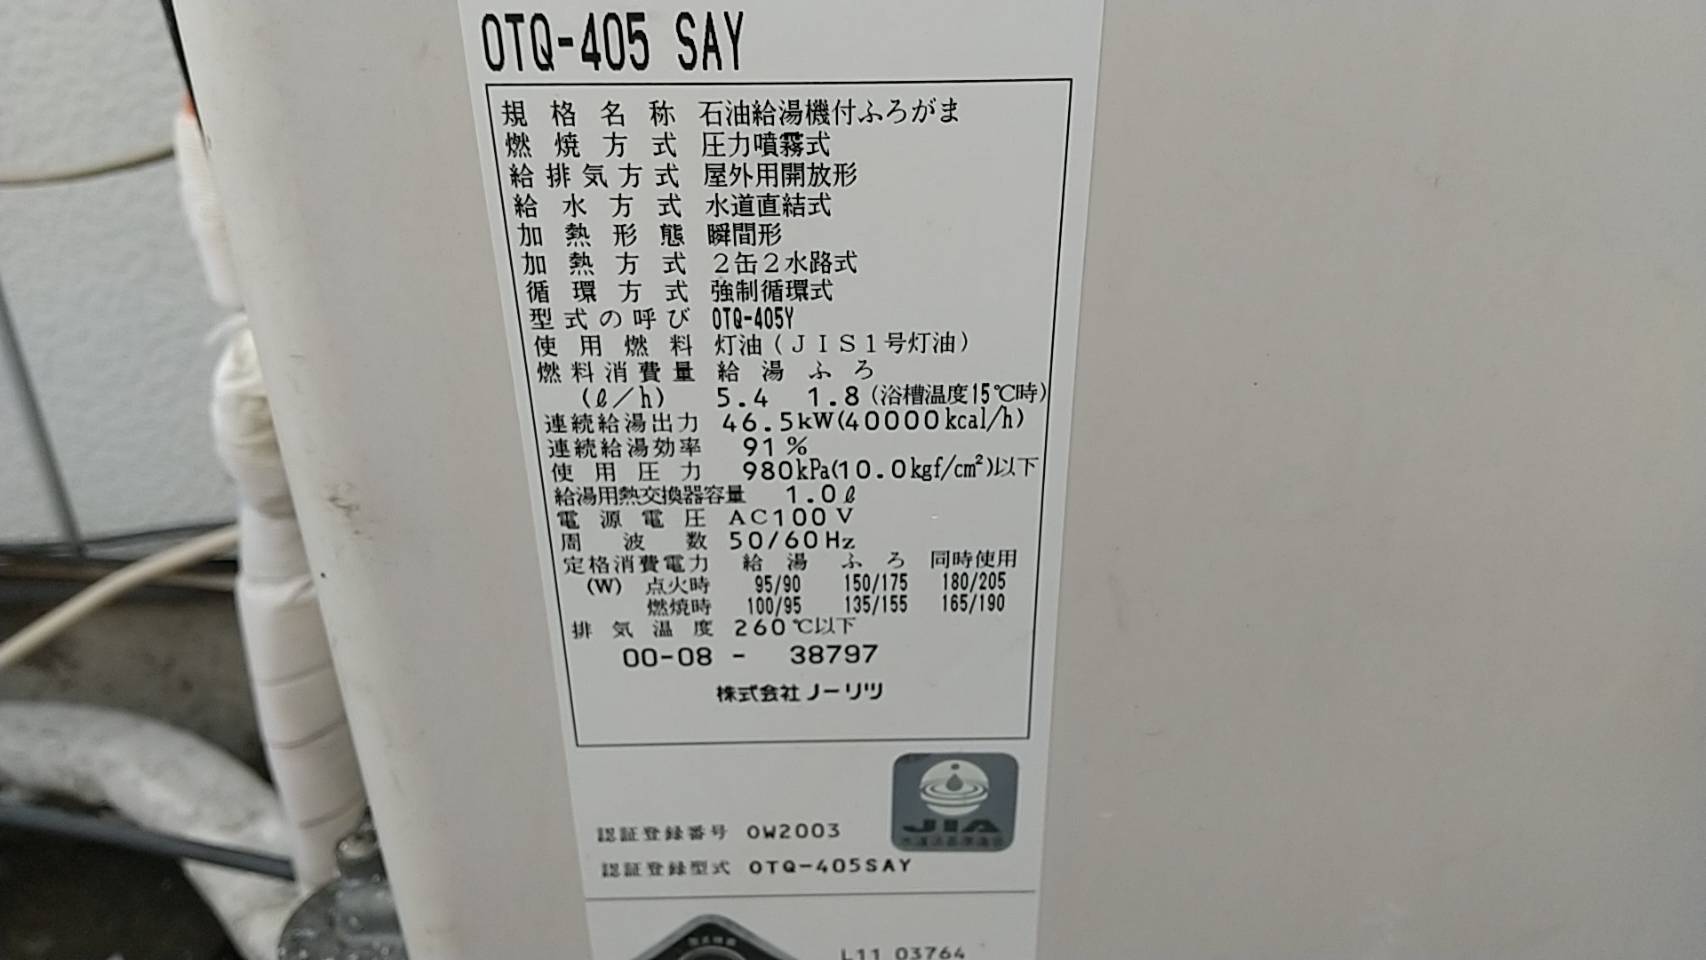 OTQ-405 SAY
規格名称 石油給湯機付ふろがま
燃焼方式 圧力噴霧式
給排気方式 屋外用開放形
給水方式 水道直結式
加熱形態 瞬間形
加熱方式 2缶2水路式
循環方式 強制循環式
型式の呼び OTQ-405Y
使用燃料 灯油(JIS1号灯油)
燃料消費量 給湯 ふろ
(ℓ/h) 5.4 1.8(浴槽温度15℃時)
連続給湯出力 46.5kW(40000kcal/h)
連続給湯効率 91%
使用圧力 980kPa(10.0kgf/cm²)以下
給湯用熱交換器容量 1.0ℓ
電源電圧 AC100V
周波数 50/60Hz
定格消費電力 給湯 ふろ 同時使用
(W) 点火時 95/90 150/175 180/205
燃焼時 100/95 135/155 165/190
排気温度 260℃以下
00-08 - 38797
株式会社ノーリツ
JIA
認証登録番号 OW2003
認証登録型式 OTQ-405SAY
L11 03764